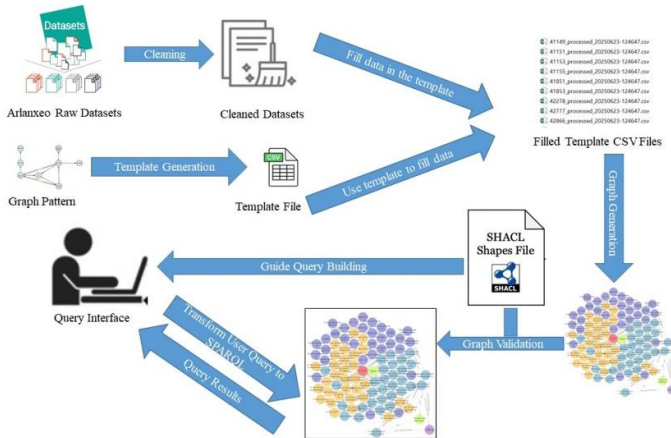 Datasets
Arlanxeo Raw Datasets
Cleaning
Cleaned Datasets
Fill data in the template
41149_processed_20250623-124647.csv
41151_processed_20250623-124647.csv
41153_processed_20250623-124647.csv
41155_processed_20250623-124647.csv
41851_processed_20250623-124647.csv
41853_processed_20250623-124647.csv
42278_processed_20250623-124647.csv
42777_processed_20250623-124647.csv
42866_processed_20250623-124647.csv
Filled Template CSV Files
Graph Pattern
Template Generation
CSV
Template File
Use template to fill data
Graph Generation
SHACL
Shapes File
SHACL
Guide Query Building
Query Interface
Transform User Query to
SPARQL
Query Results
Graph Validation